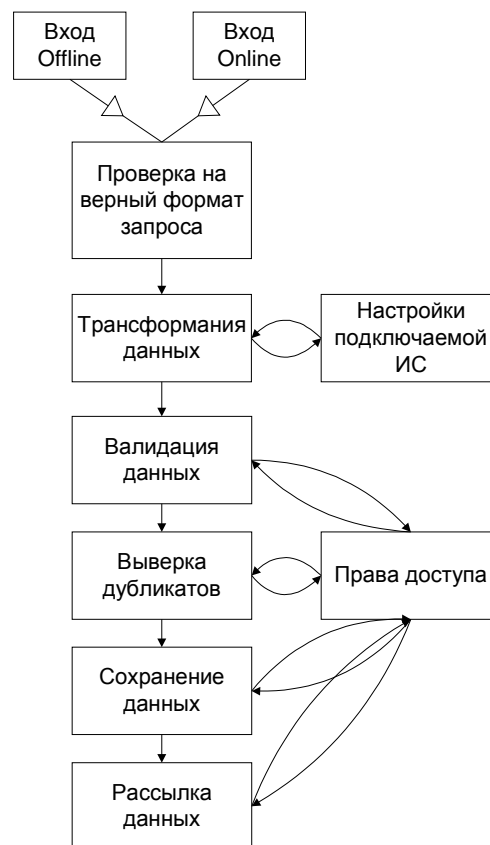 Вход
Offline
Вход
Online
Проверка на
верный формат
запроса
Трансформания
данных
Настройки
подключаемой
ИС
Валидация
данных
Выверка
дубликатов
Права доступа
Сохранение
данных
Рассылка
данных